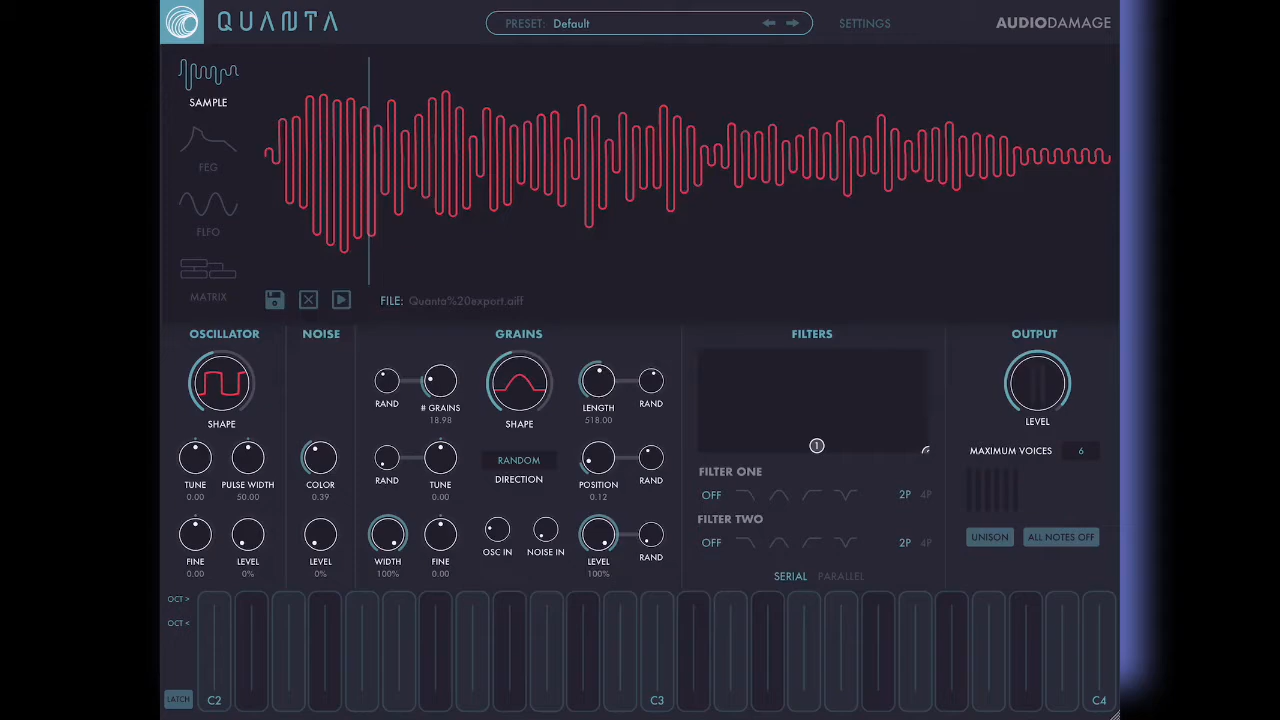 QUANTA
PRESET: Default
SETTINGS
AUDIODAMAGE
SAMPLE
FEG
FLFO
MATRIX
FILE: Quanta%20export.aiff
OSCILLATOR
NOISE
GRAINS
FILTERS
OUTPUT
RAND
# GRAINS
18.98
LENGTH
518.00
RAND
SHAPE
SHAPE
LEVEL
MAXIMUM VOICES 6
RANDOM
DIRECTION
TUNE
0.00
PULSE WIDTH
50.00
COLOR
0.39
RAND
TUNE
0.00
POSITION
0.12
RAND
FILTER ONE
OFF 2P 4P
FILTER TWO
OFF 2P 4P
UNISON
ALL NOTES OFF
FINE
0.00
LEVEL
0%
LEVEL
0%
WIDTH
100%
FINE
0.00
OSC IN
NOISE IN
LEVEL
100%
RAND
SERIAL PARALLEL
1
OCT >
OCT <
LATCH
C2
C3
C4